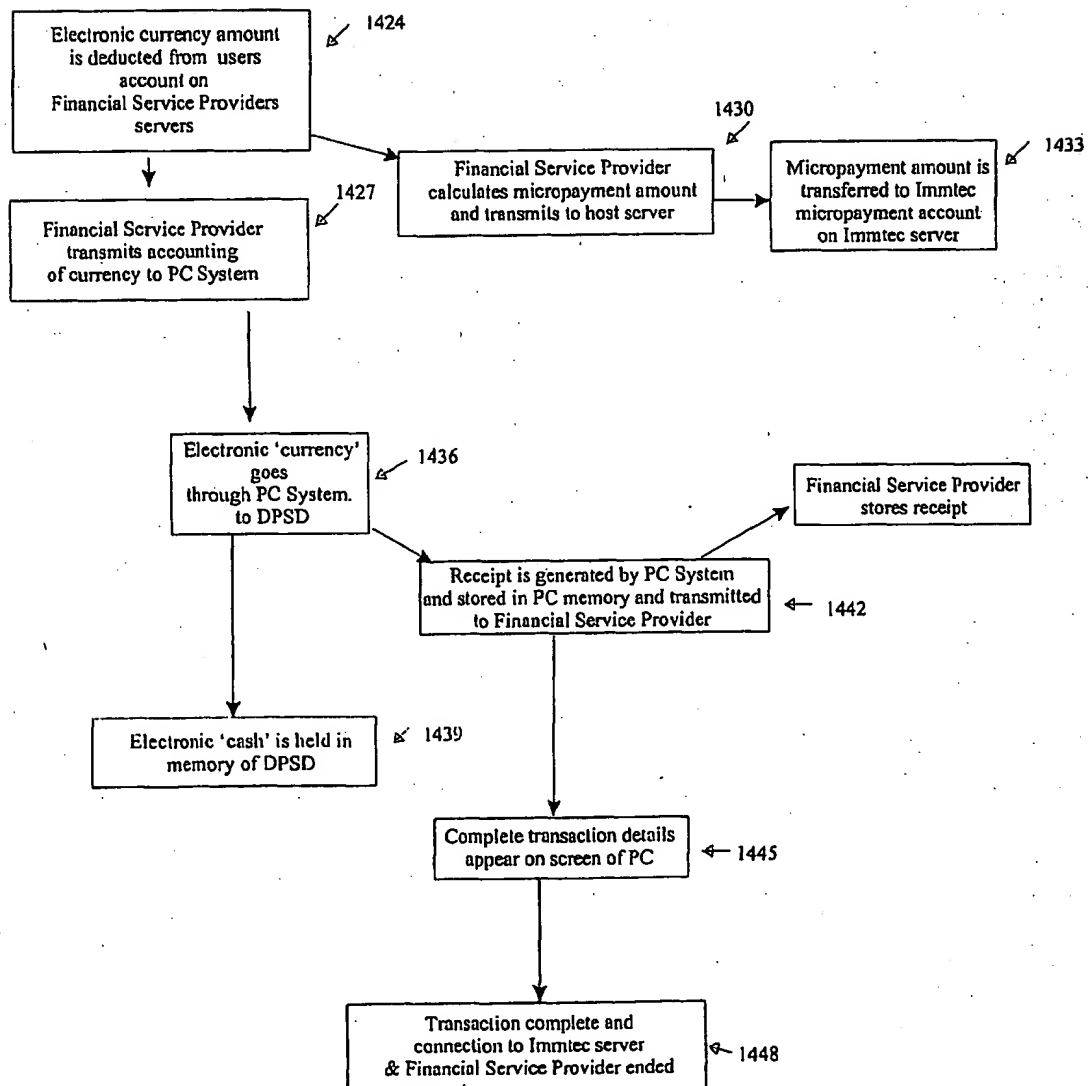 Electronic currency amount
is deducted from users
account on
Financial Service Providers
servers
1424
Financial Service Provider
calculates micropayment amount
and transmits to host server
1430
Micropayment amount is
transferred to Immtec
micropayment account
on Immtec server
1433
Financial Service Provider
transmits accounting
of currency to PC System
1427
Electronic 'currency'
goes
through PC System.
to DPSD
1436
Financial Service Provider
stores receipt
Receipt is generated by PC System
and stored in PC memory and transmitted
to Financial Service Provider
1442
Electronic 'cash' is held in
memory of DPSD
1439
Complete transaction details
appear on screen of PC
1445
Transaction complete and
connection to Immtec server
& Financial Service Provider ended
1448